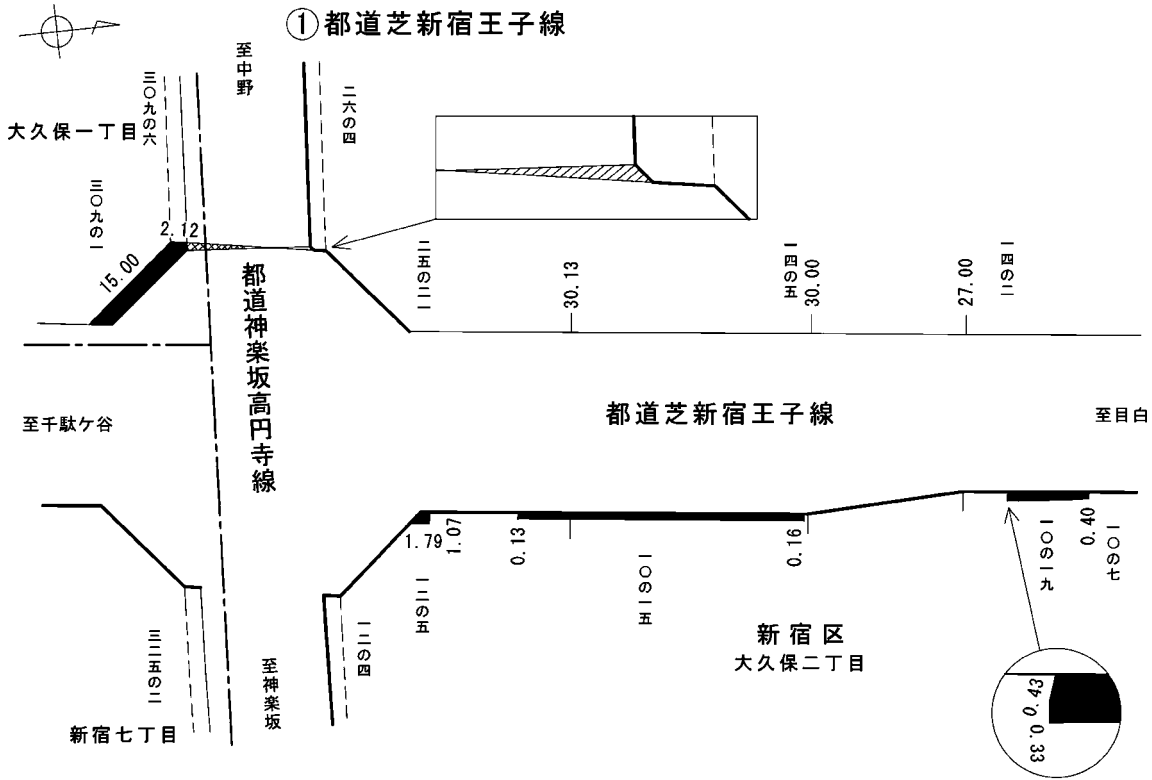 ①都道芝新宿王子線
至中野
三〇九の六
二六の四
大久保一丁目
三〇九の一
2.12
15.00
都道神楽坂高円寺線
二五の二一
30.13
一四の五
30.00
27.00
至千駄ケ谷
都道芝新宿王子線
至目白
1.79
1.07
0.13
0.16
0.40
一二の五
一〇の一五
一〇の一九
一〇の七
新宿区
大久保二丁目
三二五の二
一二の四
至神楽坂
新宿七丁目
0.43
0.33